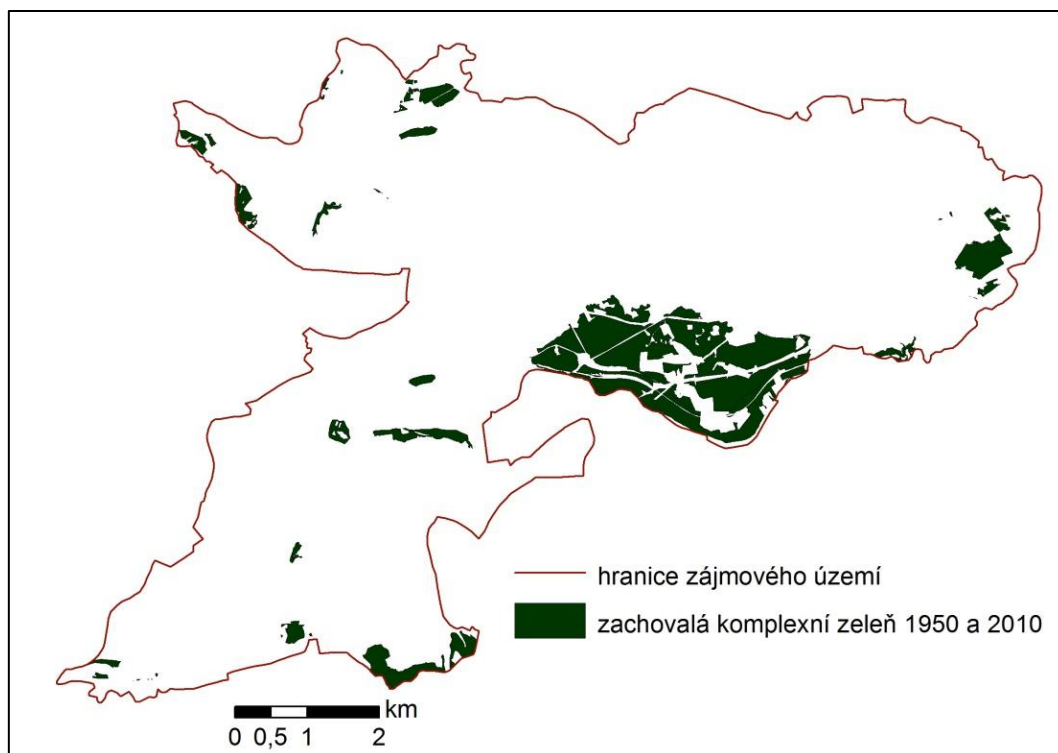 hranice zájmového území
zachovalá komplexní zeleň 1950 a 2010
km
0 0,5 1 2